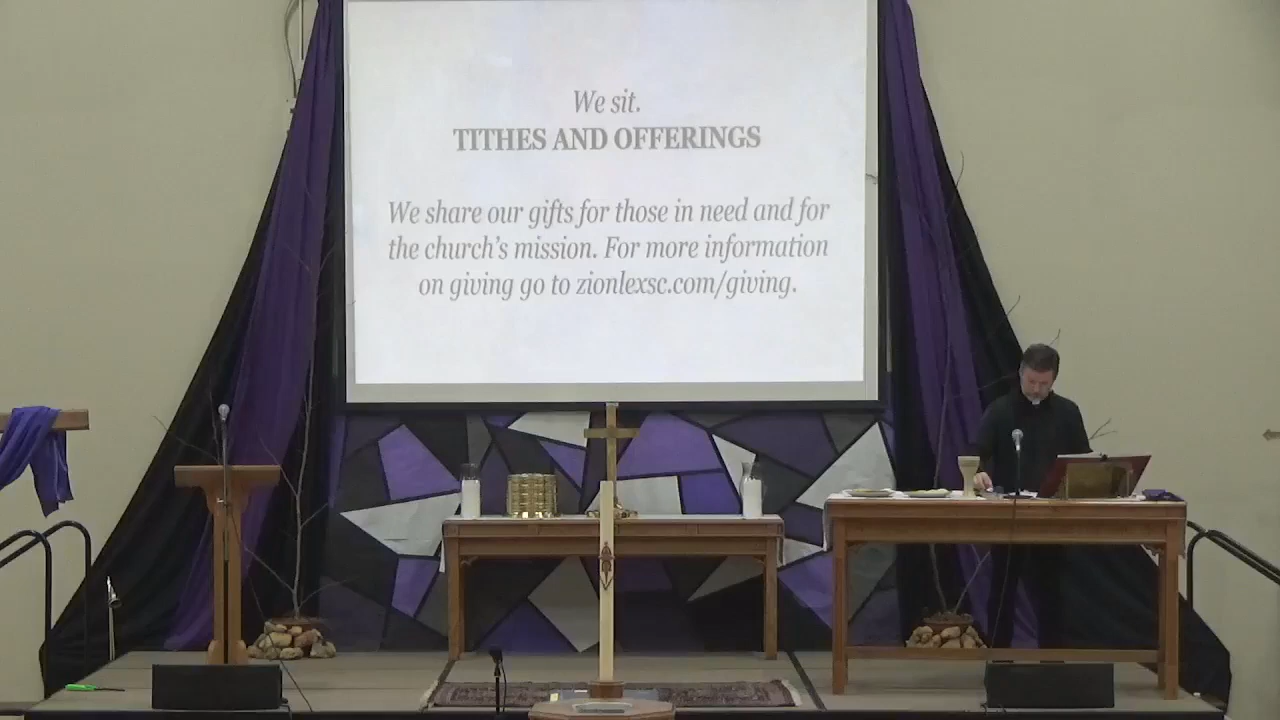 We sit.
TITHES AND OFFERINGS
We share our gifts for those in need and for
the church's mission. For more information
on giving go to zionlexsc.com/giving.